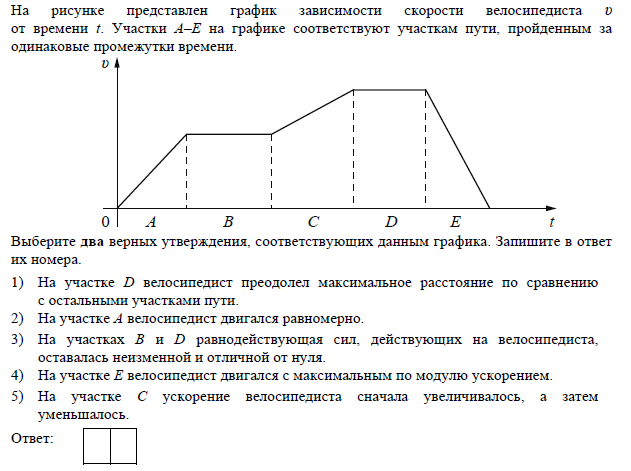 На рисунке представлен график зависимости скорости велосипедиста υ
от времени t. Участки A–E на графике соответствуют участкам пути, пройденным за
одинаковые промежутки времени.
υ
0 A B C D E t
Выберите два верных утверждения, соответствующих данным графика. Запишите в ответ
их номера.
1) На участке D велосипедист преодолел максимальное расстояние по сравнению
с остальными участками пути.
2) На участке A велосипедист двигался равномерно.
3) На участках B и D равнодействующая сил, действующих на велосипедиста,
оставалась неизменной и отличной от нуля.
4) На участке E велосипедист двигался с максимальным по модулю ускорением.
5) На участке C ускорение велосипедиста сначала увеличивалось, а затем
уменьшалось.
Ответ: